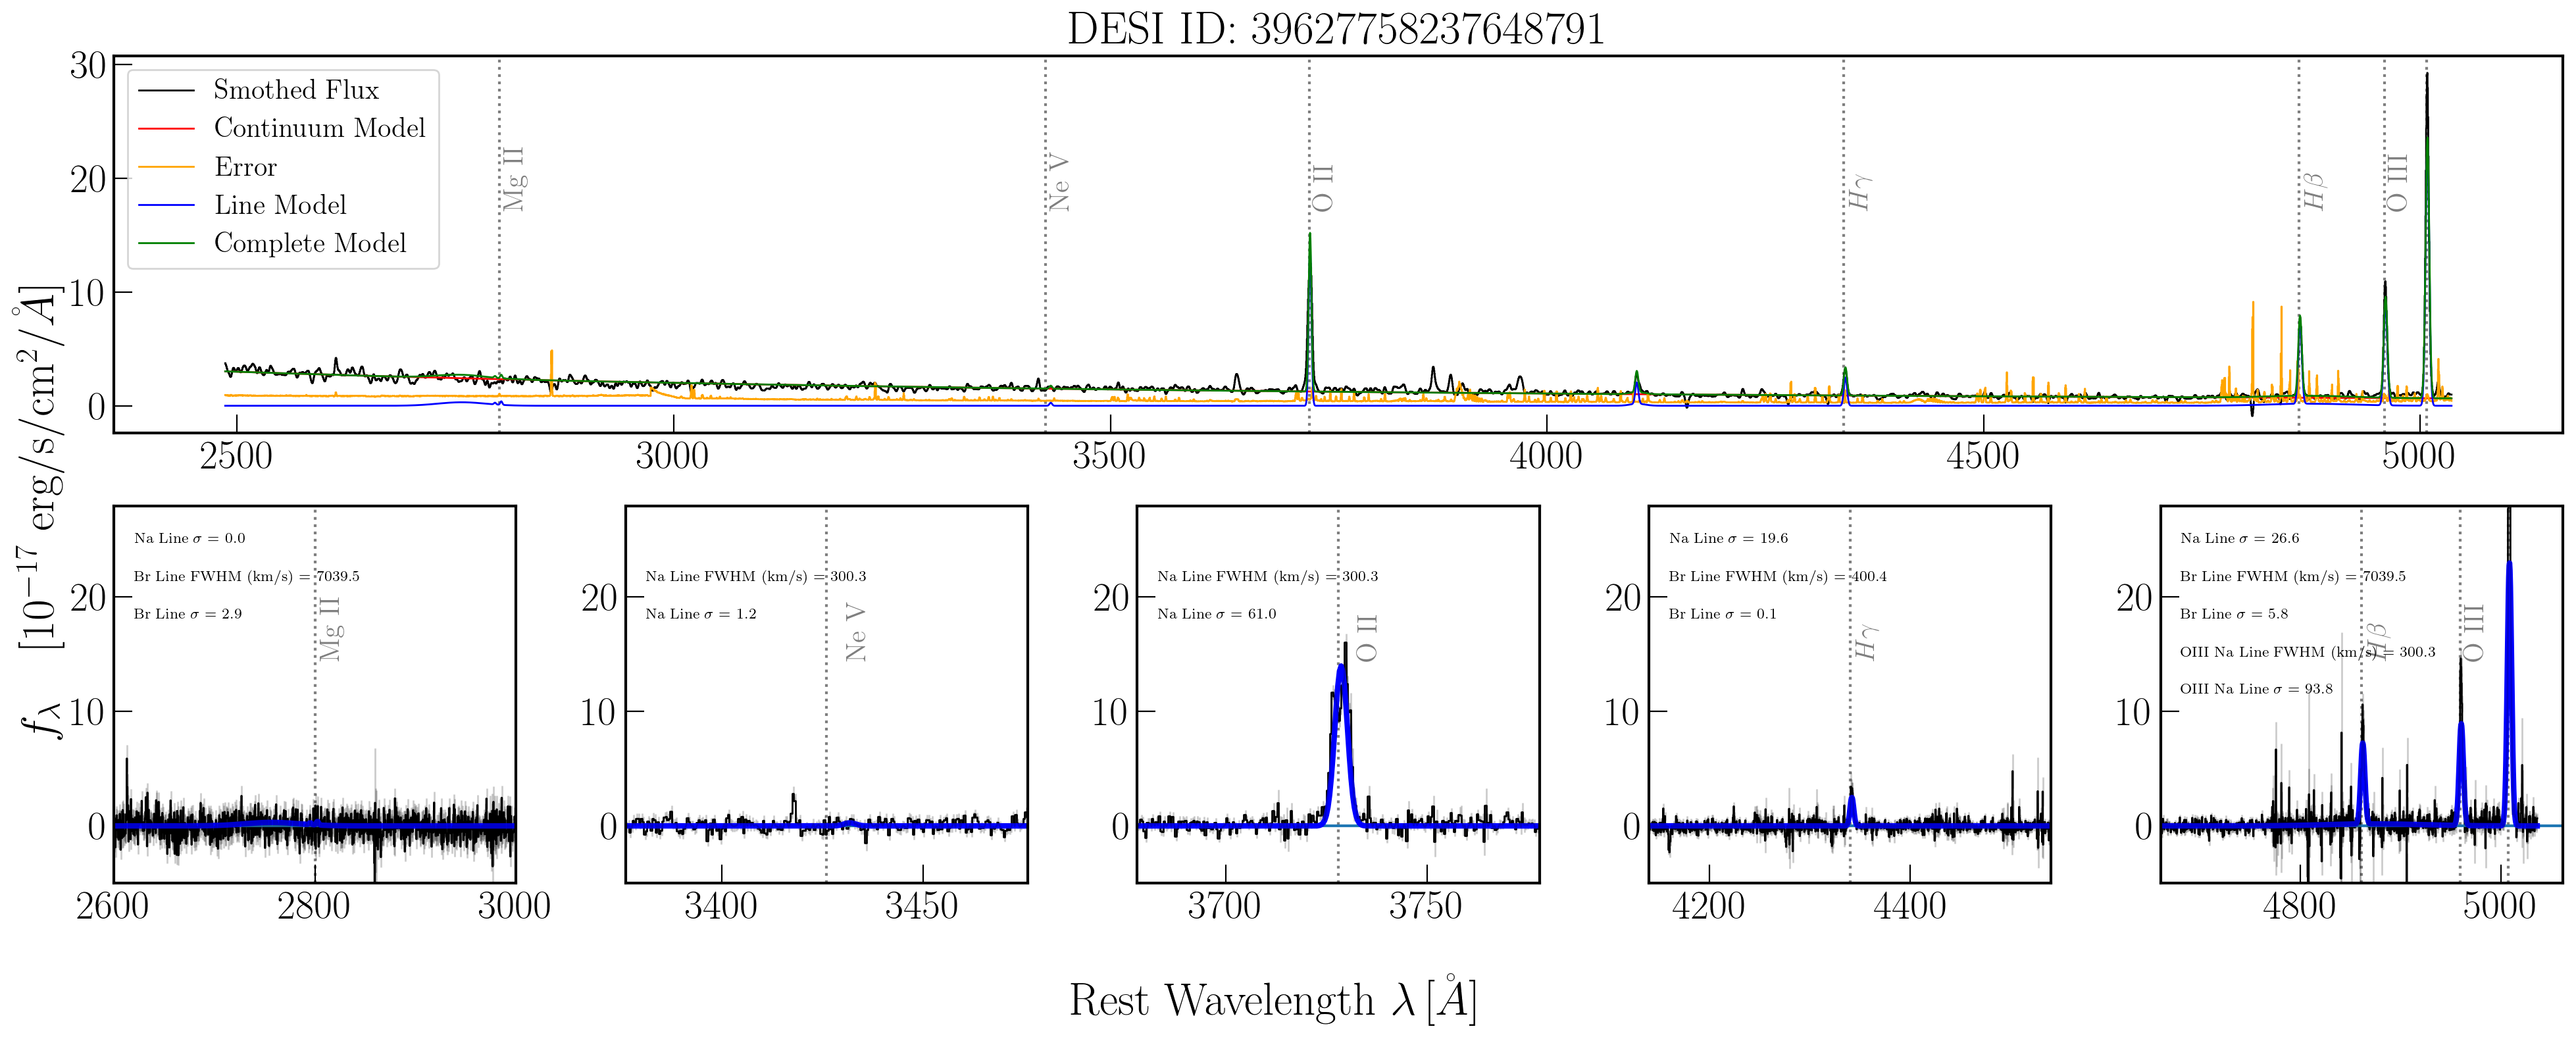 DESI ID: 39627758237648791
Smothed Flux
Continuum Model
Error
Line Model
Complete Model
30
20
10
0
Mg II
Ne V
O II
Hγ
Hβ
O III
2500 3000 3500 4000 4500 5000
f_λ [10⁻¹⁷ erg/s/cm²/Å]
20
10
0
Na Line σ = 0.0
Br Line FWHM (km/s) = 7039.5
Br Line σ = 2.9
Mg II
2600 2800 3000
20
10
0
Na Line FWHM (km/s) = 300.3
Na Line σ = 1.2
Ne V
3400 3450
20
10
0
Na Line FWHM (km/s) = 300.3
Na Line σ = 61.0
O II
3700 3750
20
10
0
Na Line σ = 19.6
Br Line FWHM (km/s) = 400.4
Br Line σ = 0.1
Hγ
4200 4400
20
10
0
Na Line σ = 26.6
Br Line FWHM (km/s) = 7039.5
Br Line σ = 5.8
OIII Na Line FWHM (km/s) = 300.3
OIII Na Line σ = 93.8
Hβ
O III
4800 5000
Rest Wavelength λ [Å]